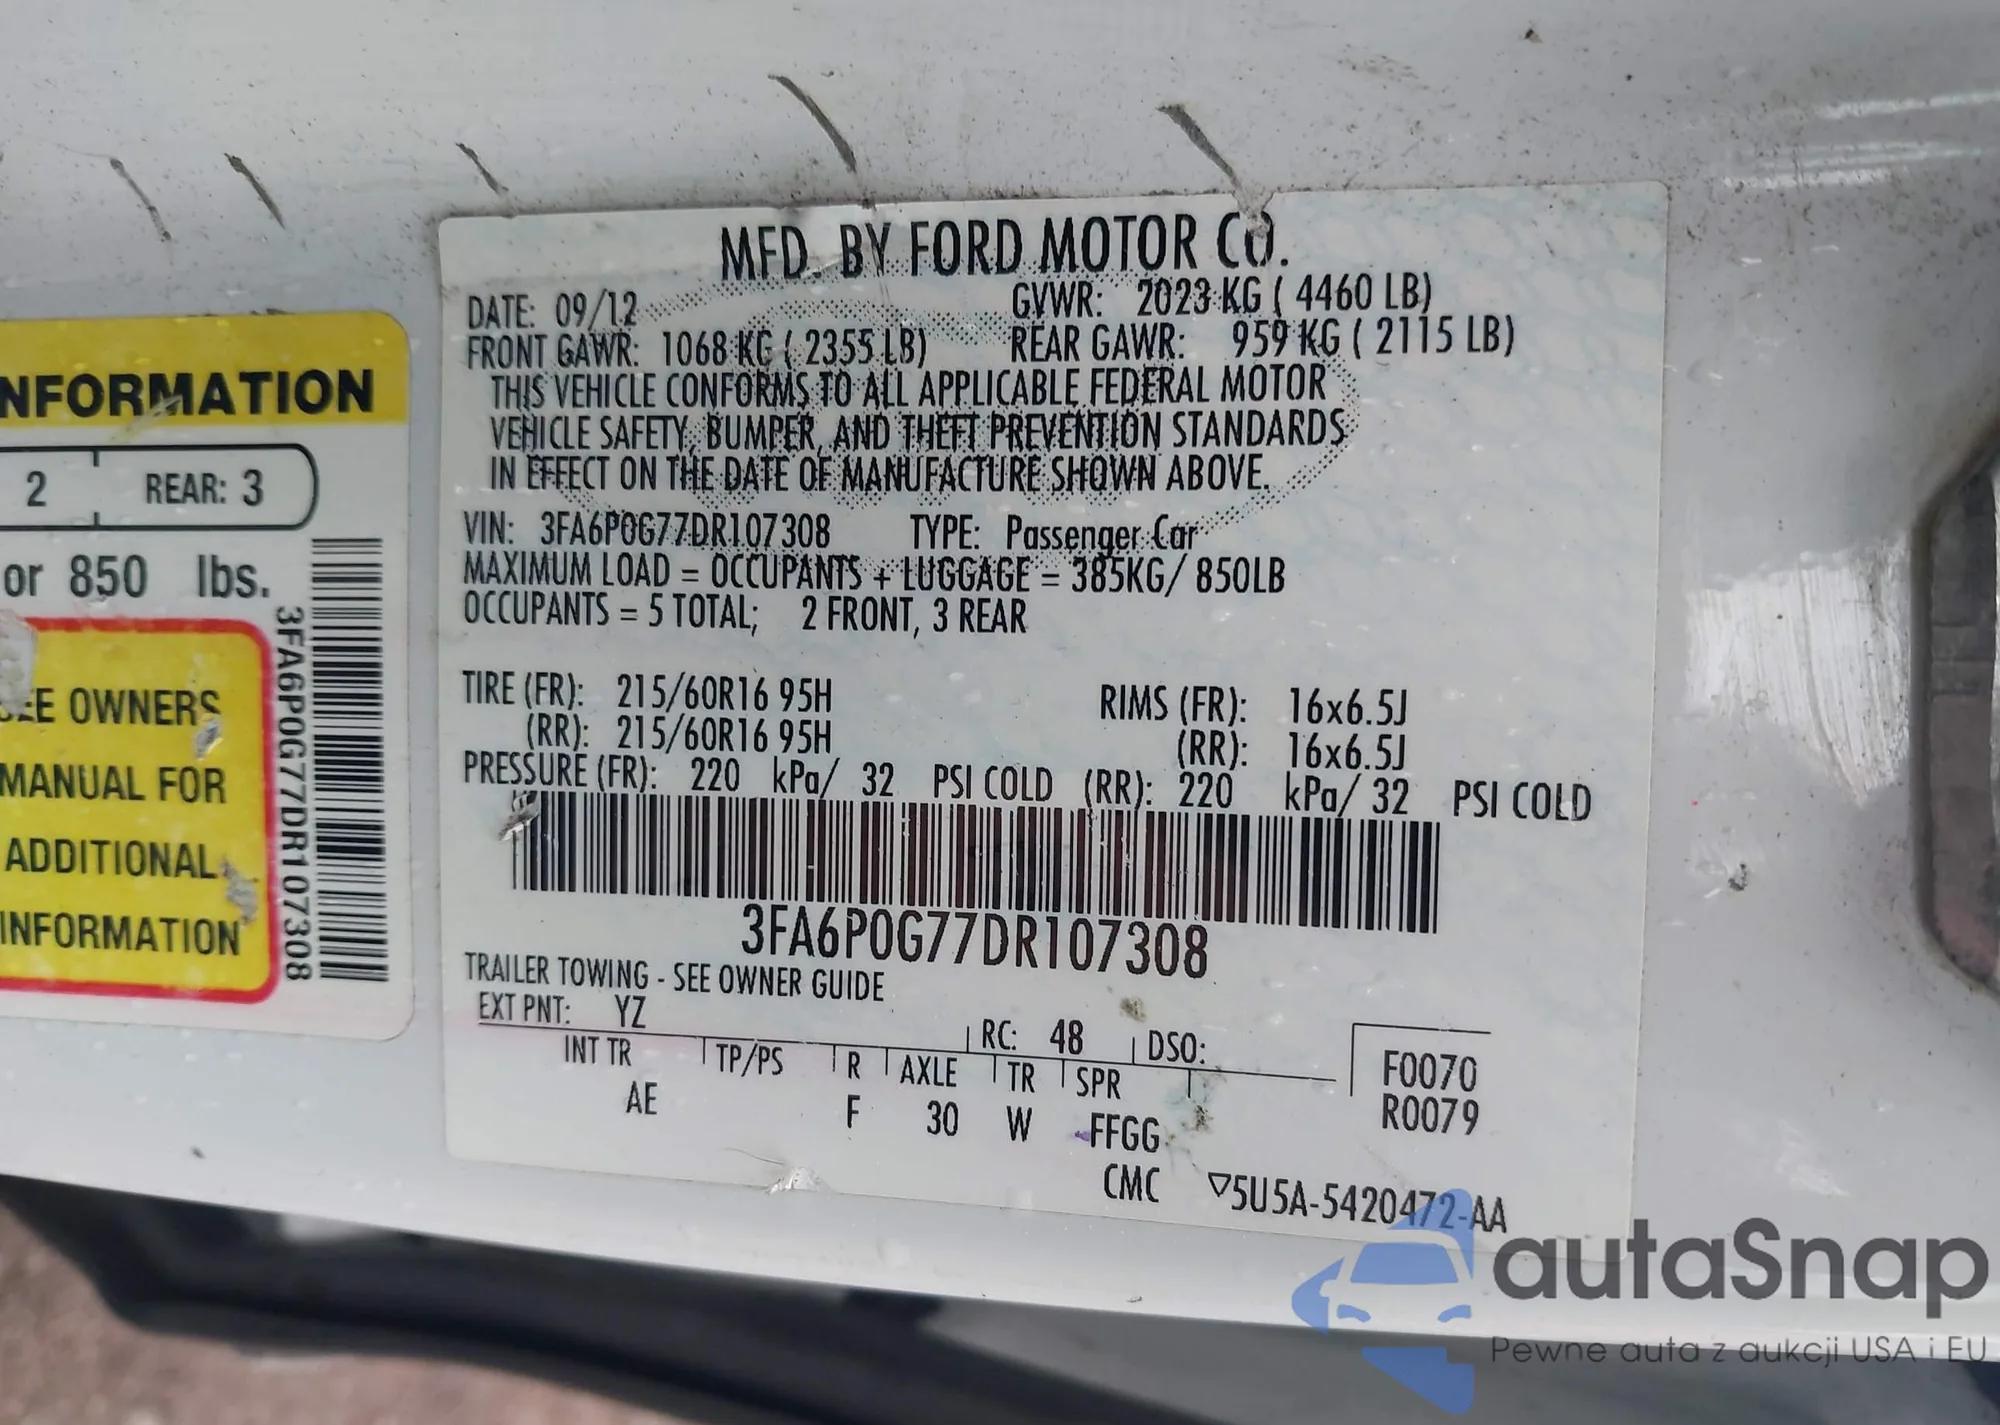 NFORMATION
2 REAR: 3
or 850 lbs.
EE OWNERS
MANUAL FOR
ADDITIONAL
INFORMATION
3FA6P0G77DR107308
MFD. BY FORD MOTOR CO.
DATE: 09/12 GVWR: 2023 KG ( 4460 LB)
FRONT GAWR: 1068 KG ( 2355 LB) REAR GAWR: 959 KG ( 2115 LB)
THIS VEHICLE CONFORMS TO ALL APPLICABLE FEDERAL MOTOR
VEHICLE SAFETY, BUMPER, AND THEFT PREVENTION STANDARDS
IN EFFECT ON THE DATE OF MANUFACTURE SHOWN ABOVE.
VIN: 3FA6P0G77DR107308 TYPE: Passenger Car
MAXIMUM LOAD = OCCUPANTS + LUGGAGE = 385KG/ 850LB
OCCUPANTS = 5 TOTAL; 2 FRONT, 3 REAR
TIRE (FR): 215/60R16 95H RIMS (FR): 16x6.5J
(RR): 215/60R16 95H (RR): 16x6.5J
PRESSURE (FR): 220 kPa/ 32 PSI COLD (RR): 220 kPa/ 32 PSI COLD
3FA6P0G77DR107308
TRAILER TOWING - SEE OWNER GUIDE
EXT PNT: YZ RC: 48 DSO:
INT TR TP/PS R AXLE TR SPR F0070
AE F 30 W FFGG R0079
CMC ▽5U5A-5420472-AA
autaSnap
Pewne auta z aukcji USA i EU